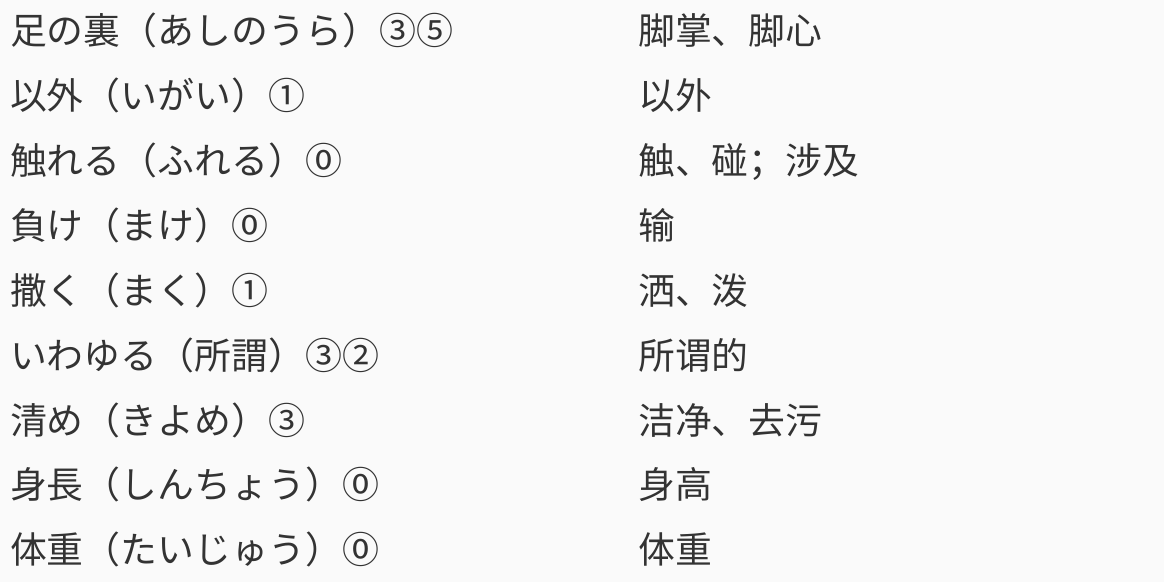 足の裏（あしのうら）③⑤ 脚掌、脚心
以外（いがい）① 以外
触れる（ふれる）⓪ 触、碰；涉及
負け（まけ）⓪ 输
撒く（まく）① 洒、泼
いわゆる（所謂）③② 所谓的
清め（きよめ）③ 洁净、去污
身長（しんちょう）⓪ 身高
体重（たいじゅう）⓪ 体重